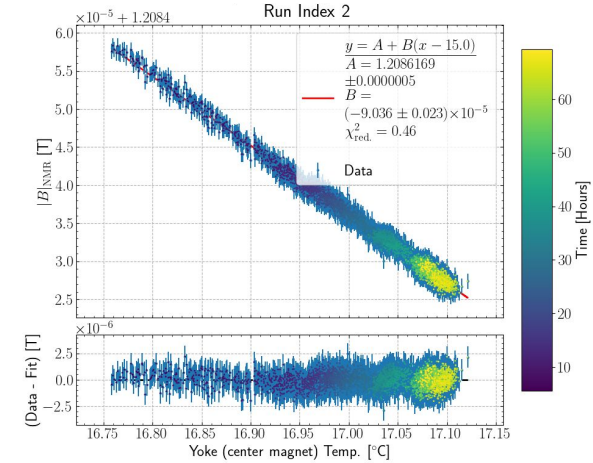 Run Index 2
×10⁻⁵ + 1.2084
6.0
5.5
5.0
4.5
4.0
3.5
3.0
2.5
|B|NMR [T]
y = A + B(x − 15.0)
A = 1.2086169
±0.0000005
B =
(−9.036 ± 0.023)×10⁻⁵
χ²red. = 0.46
Data
×10⁻⁶
2.5
0.0
−2.5
(Data - Fit) [T]
16.75 16.80 16.85 16.90 16.95 17.00 17.05 17.10 17.15
Yoke (center magnet) Temp. [°C]
60
50
40
30
20
10
Time [Hours]